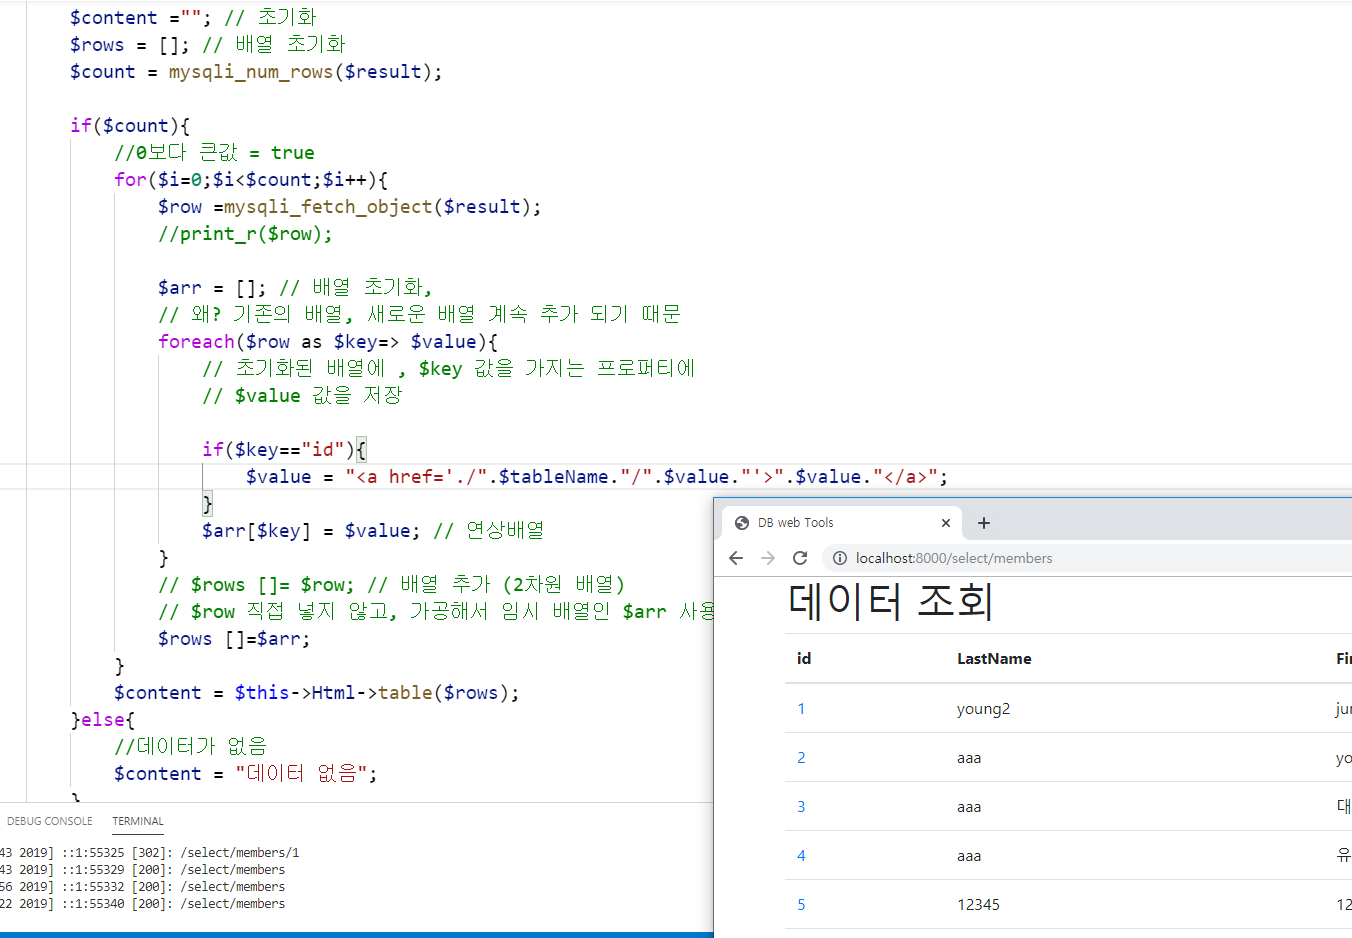 $content =""; // 초기화
$rows = []; // 배열 초기화
$count = mysqli_num_rows($result);
if($count){
//0보다 큰값 = true
for($i=0;$i<$count;$i++){
$row =mysqli_fetch_object($result);
//print_r($row);
$arr = []; // 배열 초기화,
// 왜? 기존의 배열, 새로운 배열 계속 추가 되기 때문
foreach($row as $key=> $value){
// 초기화된 배열에 , $key 값을 가지는 프로퍼티에
// $value 값을 저장
if($key=="id"){
$value = "<a href='./".$tableName."/".$value."'>".$value."</a>";
}
$arr[$key] = $value; // 연상배열
}
// $rows []= $row; // 배열 추가 (2차원 배열)
// $row 직접 넣지 않고, 가공해서 임시 배열인 $arr 사용
$rows []=$arr;
}
$content = $this->Html->table($rows);
}else{
//데이터가 없음
$content = "데이터 없음";
}
DEBUG CONSOLE TERMINAL
43 2019] ::1:55325 [302]: /select/members/1
43 2019] ::1:55329 [200]: /select/members
56 2019] ::1:55332 [200]: /select/members
22 2019] ::1:55340 [200]: /select/members
DB web Tools
localhost:8000/select/members
데이터 조회
id LastName Fi
1 young2 ju
2 aaa yo
3 aaa 대
4 aaa 유
5 12345 12